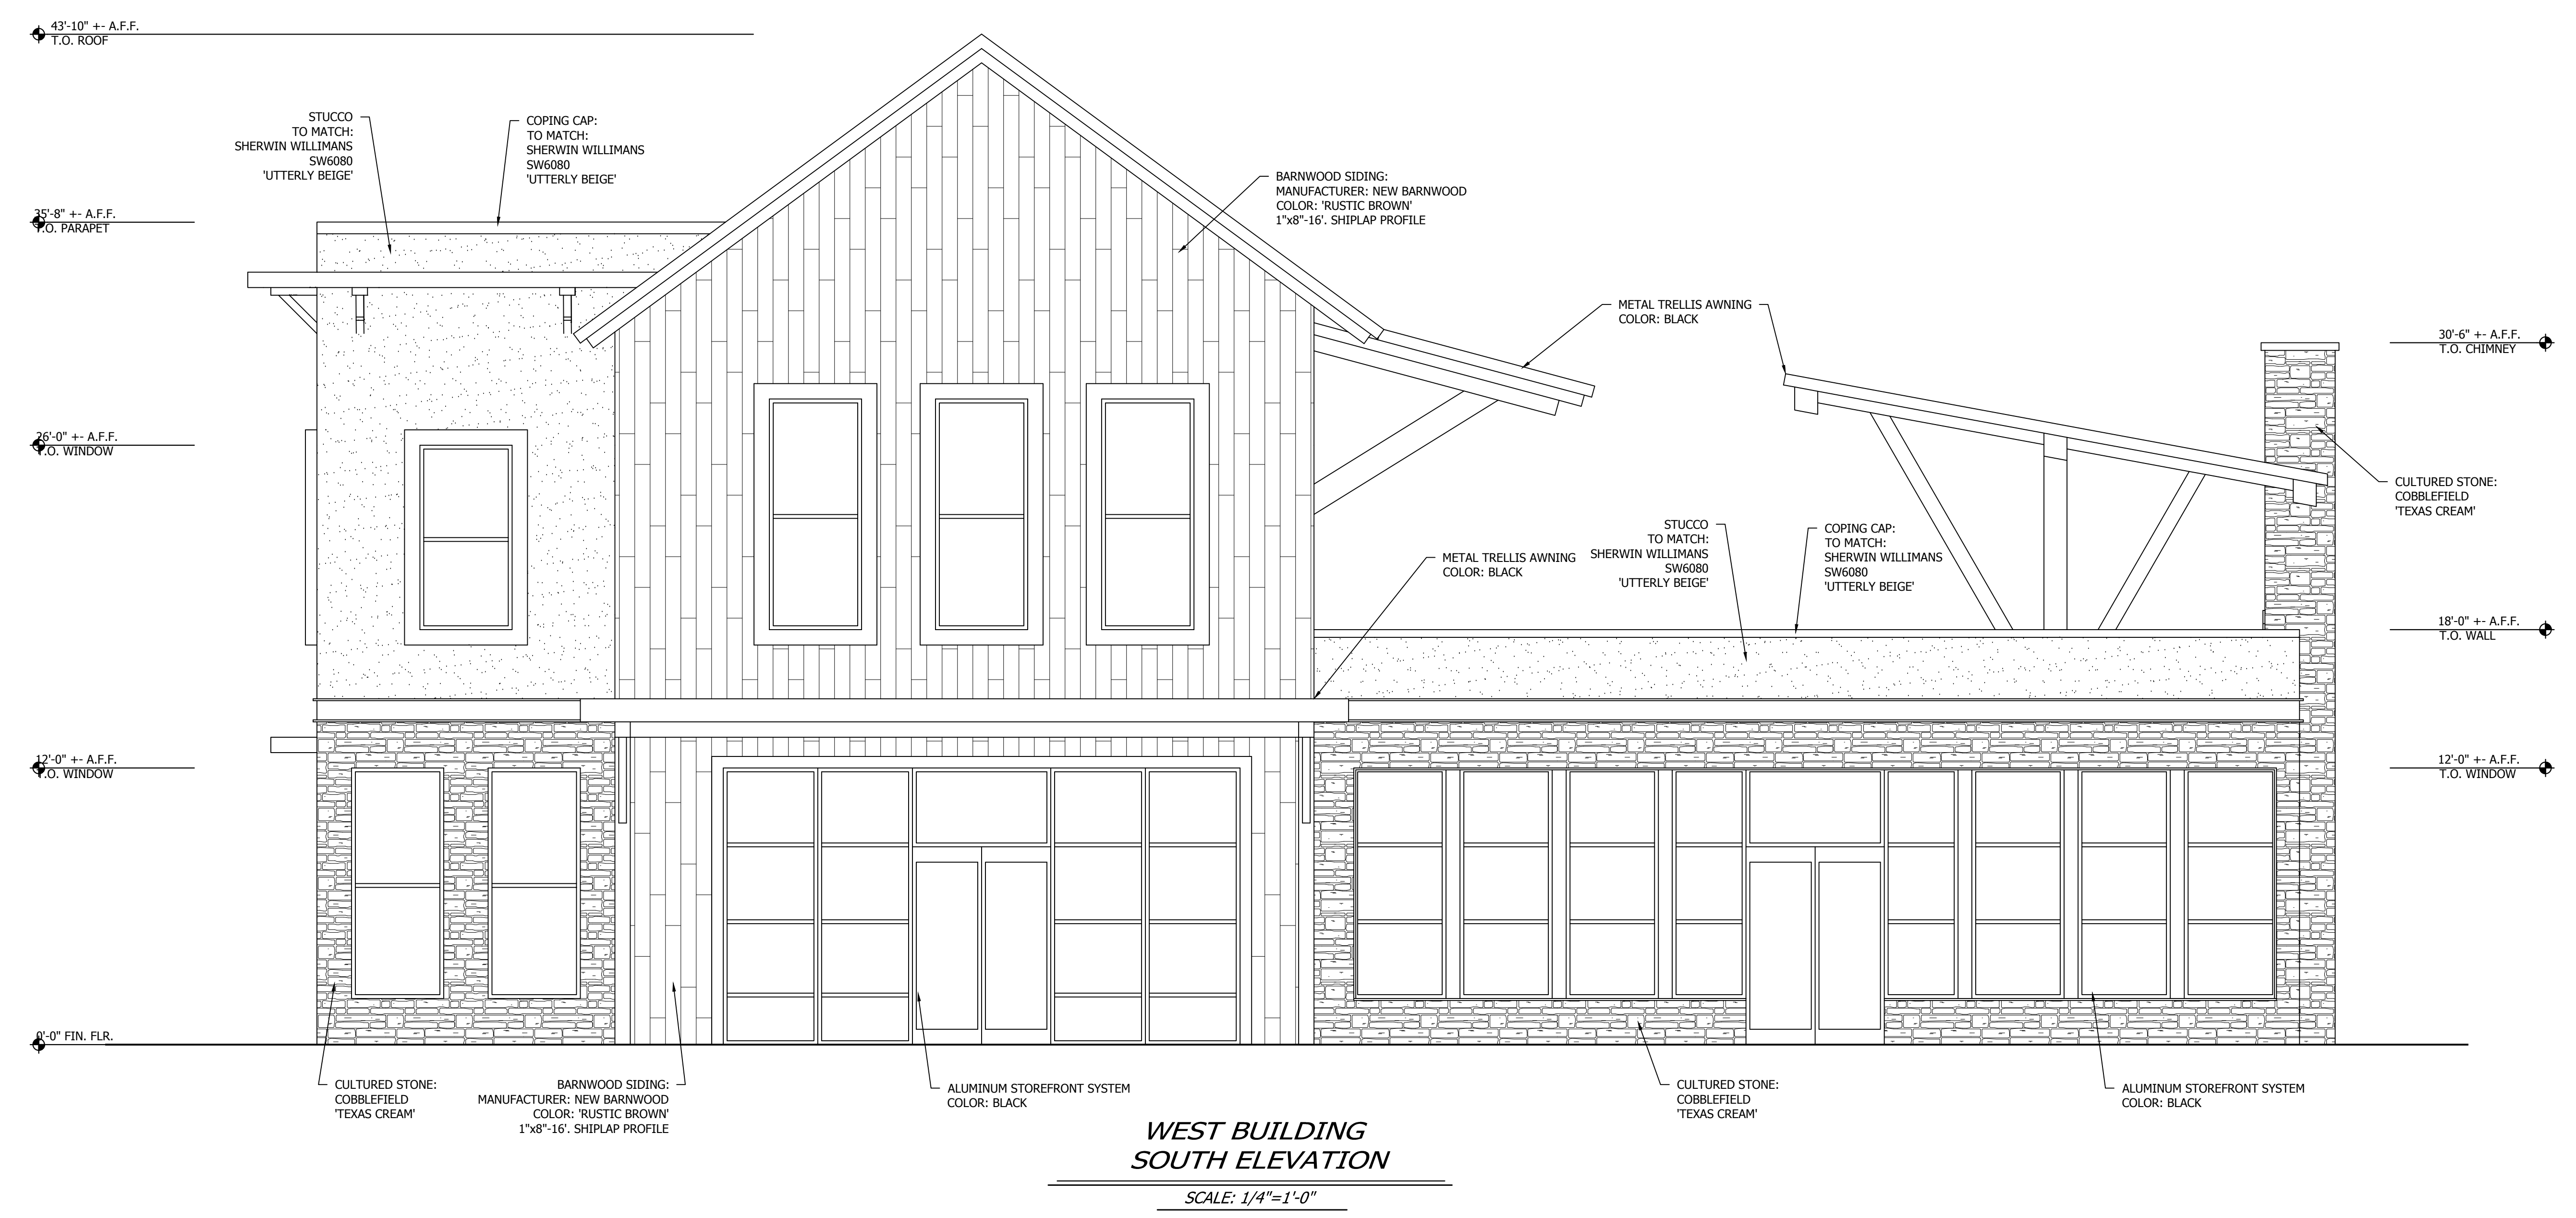 43'-10" +- A.F.F.
T.O. ROOF
STUCCO
TO MATCH:
SHERWIN WILLIMANS
SW6080
'UTTERLY BEIGE'
COPING CAP:
TO MATCH:
SHERWIN WILLIMANS
SW6080
'UTTERLY BEIGE'
BARNWOOD SIDING:
MANUFACTURER: NEW BARNWOOD
COLOR: 'RUSTIC BROWN'
1"x8"-16'. SHIPLAP PROFILE
35'-8" +- A.F.F.
T.O. PARAPET
METAL TRELLIS AWNING
COLOR: BLACK
30'-6" +- A.F.F.
T.O. CHIMNEY
26'-0" +- A.F.F.
T.O. WINDOW
CULTURED STONE:
COBBLEFIELD
'TEXAS CREAM'
METAL TRELLIS AWNING
COLOR: BLACK
STUCCO
TO MATCH:
SHERWIN WILLIMANS
SW6080
'UTTERLY BEIGE'
COPING CAP:
TO MATCH:
SHERWIN WILLIMANS
SW6080
'UTTERLY BEIGE'
18'-0" +- A.F.F.
T.O. WALL
12'-0" +- A.F.F.
T.O. WINDOW
12'-0" +- A.F.F.
T.O. WINDOW
0'-0" FIN. FLR.
CULTURED STONE:
COBBLEFIELD
'TEXAS CREAM'
BARNWOOD SIDING:
MANUFACTURER: NEW BARNWOOD
COLOR: 'RUSTIC BROWN'
1"x8"-16'. SHIPLAP PROFILE
ALUMINUM STOREFRONT SYSTEM
COLOR: BLACK
CULTURED STONE:
COBBLEFIELD
'TEXAS CREAM'
ALUMINUM STOREFRONT SYSTEM
COLOR: BLACK
WEST BUILDING
SOUTH ELEVATION
SCALE: 1/4"=1'-0"